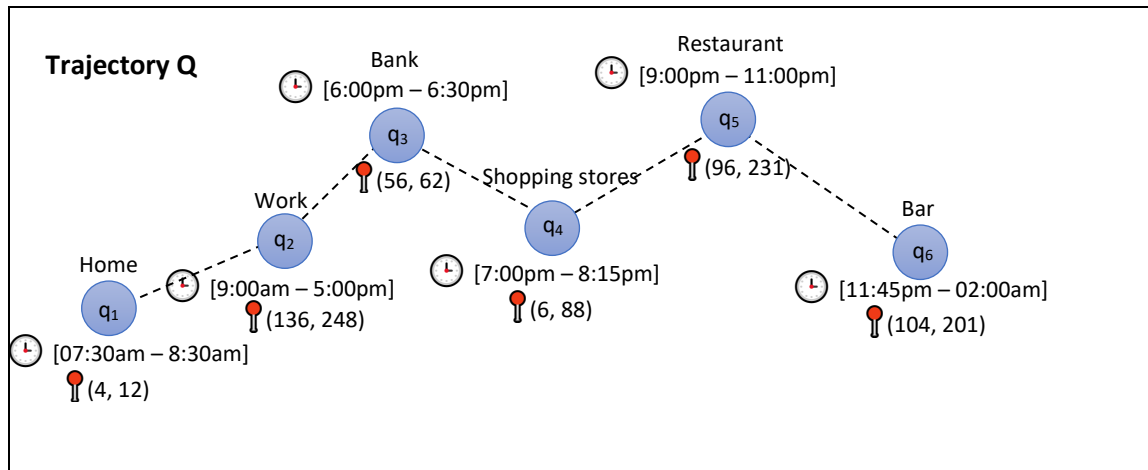 Trajectory Q
Home
q1
[07:30am – 8:30am]
(4, 12)
Work
q2
[9:00am – 5:00pm]
(136, 248)
Bank
[6:00pm – 6:30pm]
q3
(56, 62)
Shopping stores
q4
[7:00pm – 8:15pm]
(6, 88)
Restaurant
[9:00pm – 11:00pm]
q5
(96, 231)
Bar
q6
[11:45pm – 02:00am]
(104, 201)